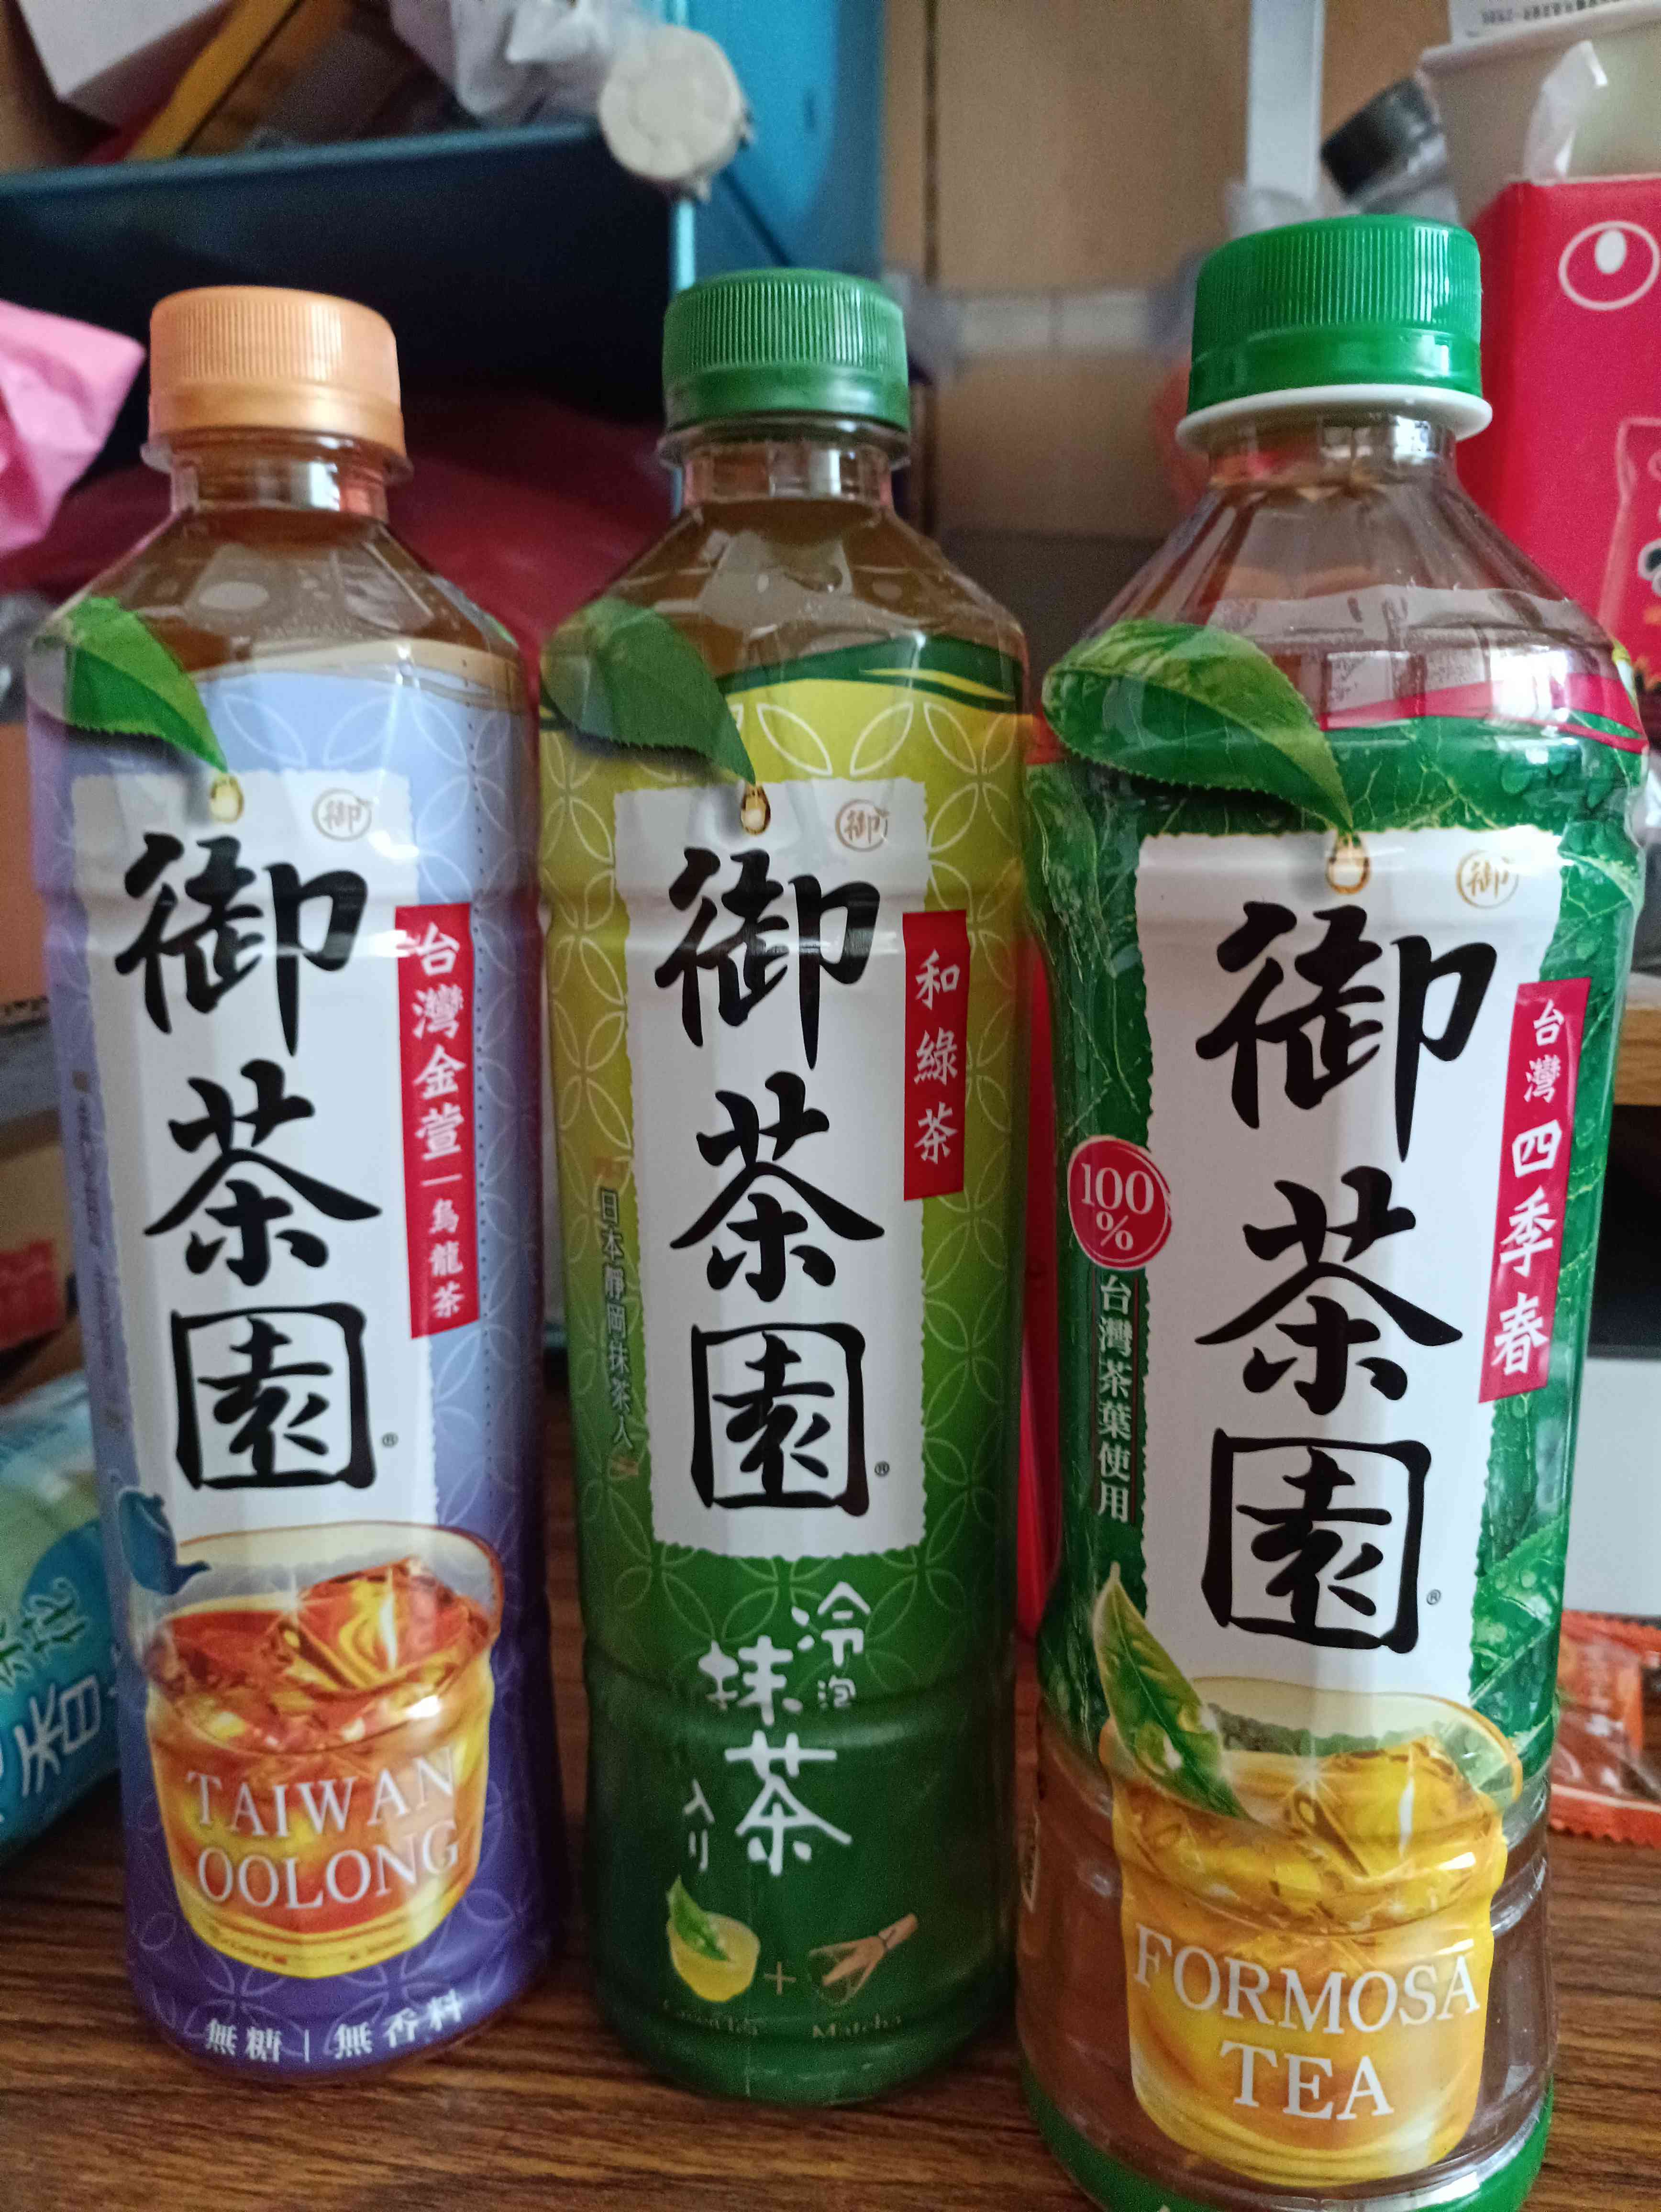 御
御茶園
®
台灣金萱|烏龍茶
TAIWAN
OOLONG
無糖|無香料
御
御茶園
®
和綠茶
日本靜岡抹茶入
冷泡
抹茶
入り
+
Matcha
御
御茶園
®
台灣四季春
100
%
台灣茶葉使用
FORMOSA
TEA
香